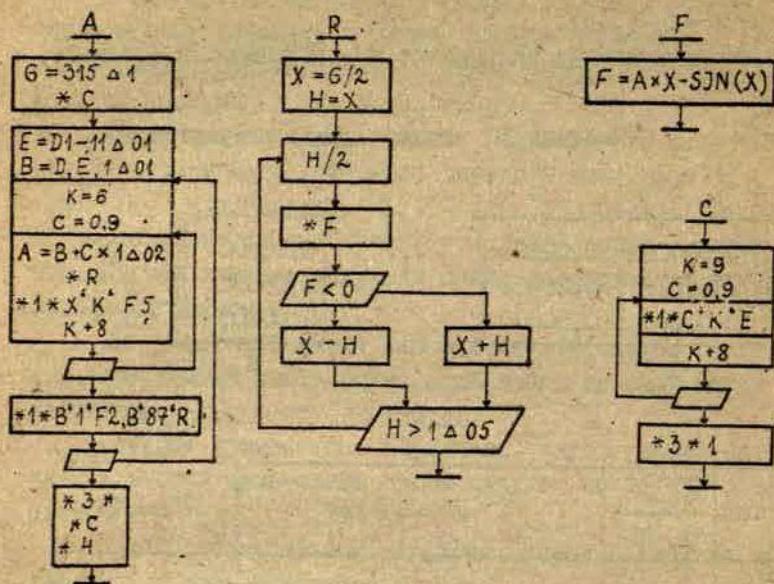 A
G = 315 Δ 1
* C
E = D1-11 Δ 01
B = D, E, 1 Δ 01
K = 6
C = 0,9
A = B+C × 1 Δ 02
* R
*1* X‘ K‘ F5
K+8
*1*B‘1‘F2,B‘87‘R
* 3 *
* C
* 4
R
X = G/2
H = X
H/2
* F
F < 0
X - H
X + H
H > 1 Δ 05
F
F = A × X - SJN (X)
C
K = 9
C = 0,9
*1*C‘K‘E
K+8
* 3 * 1